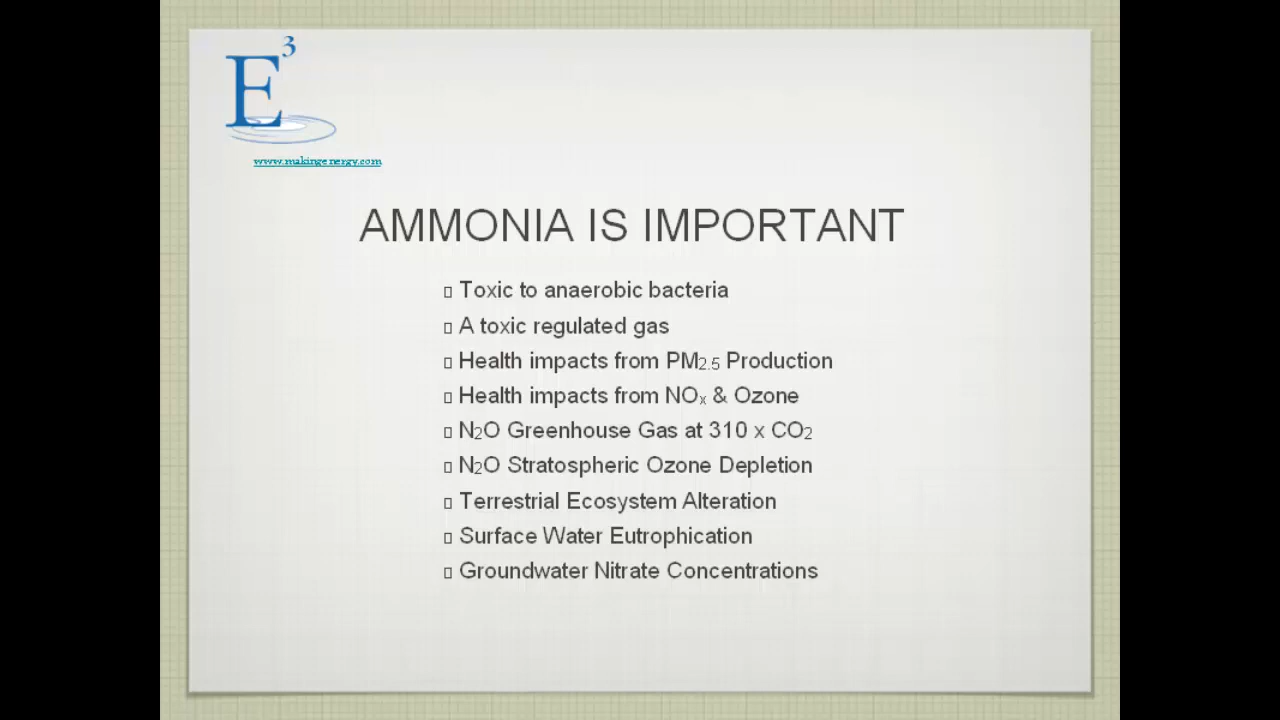 E³
www.makingenergy.com
AMMONIA IS IMPORTANT
▯ Toxic to anaerobic bacteria
▯ A toxic regulated gas
▯ Health impacts from PM₂.₅ Production
▯ Health impacts from NOₓ & Ozone
▯ N₂O Greenhouse Gas at 310 x CO₂
▯ N₂O Stratospheric Ozone Depletion
▯ Terrestrial Ecosystem Alteration
▯ Surface Water Eutrophication
▯ Groundwater Nitrate Concentrations